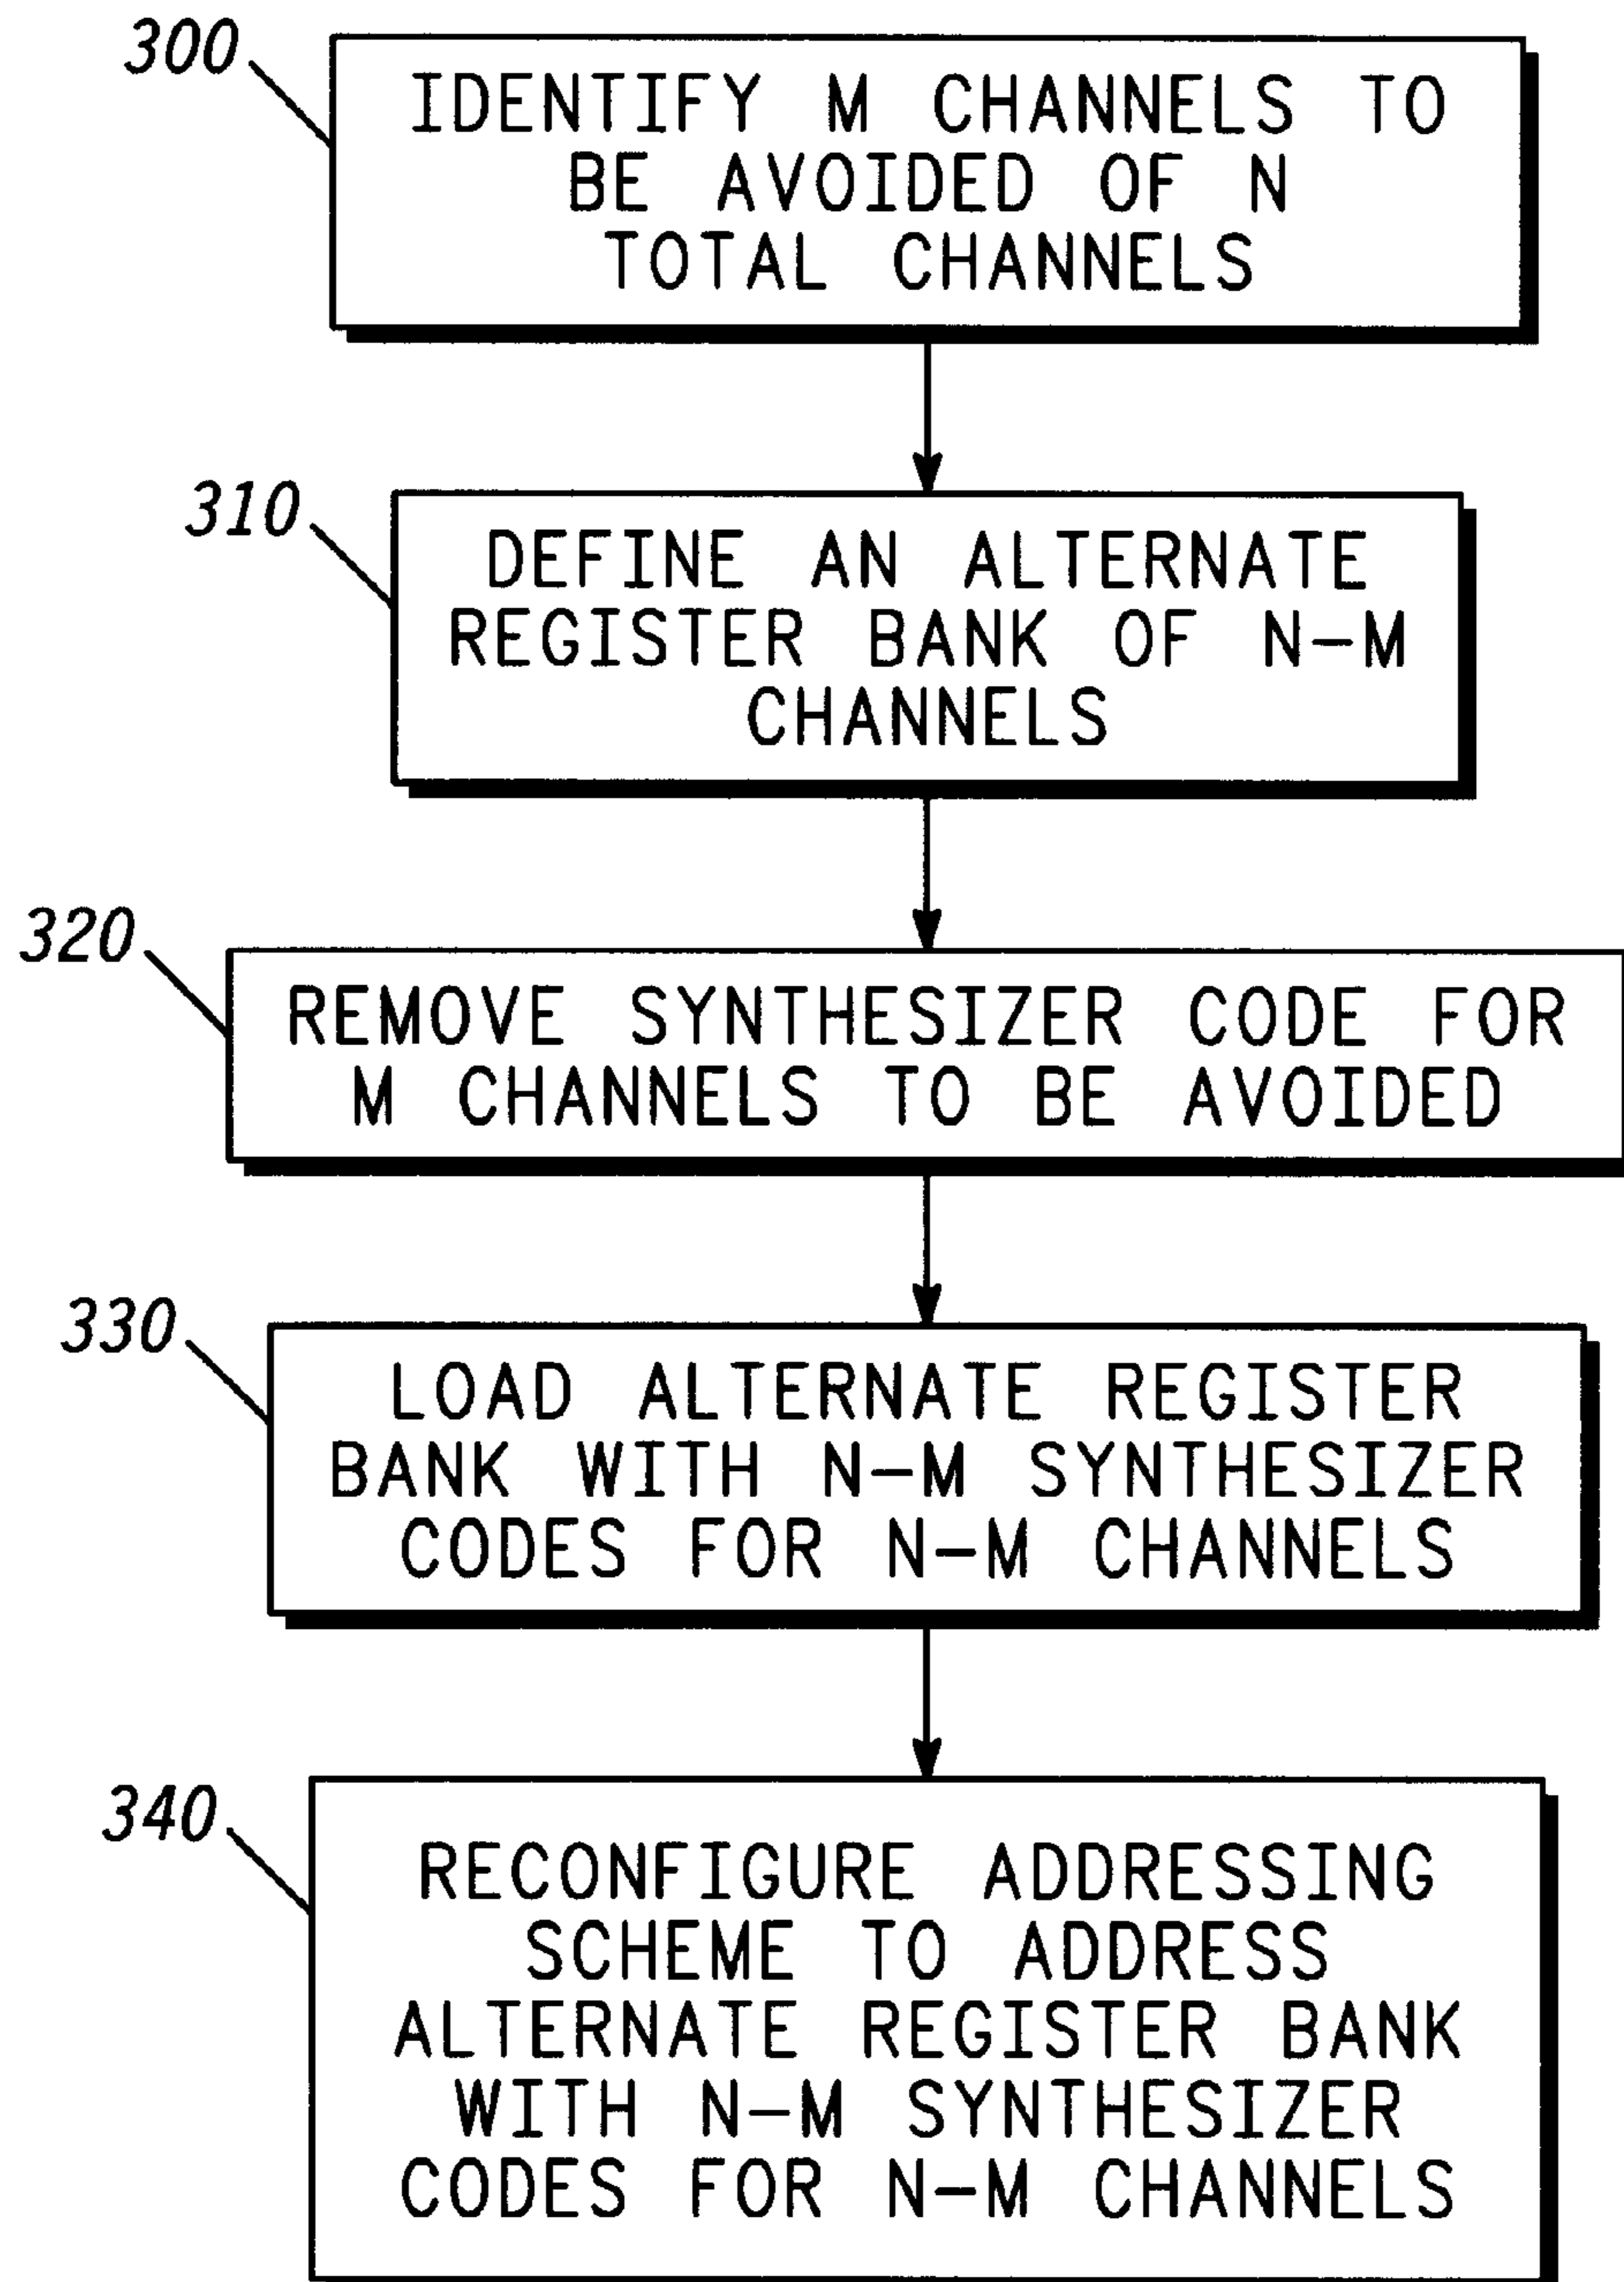 300
IDENTIFY M CHANNELS TO
BE AVOIDED OF N
TOTAL CHANNELS
310
DEFINE AN ALTERNATE
REGISTER BANK OF N-M
CHANNELS
320
REMOVE SYNTHESIZER CODE FOR
M CHANNELS TO BE AVOIDED
330
LOAD ALTERNATE REGISTER
BANK WITH N-M SYNTHESIZER
CODES FOR N-M CHANNELS
340
RECONFIGURE ADDRESSING
SCHEME TO ADDRESS
ALTERNATE REGISTER BANK
WITH N-M SYNTHESIZER
CODES FOR N-M CHANNELS